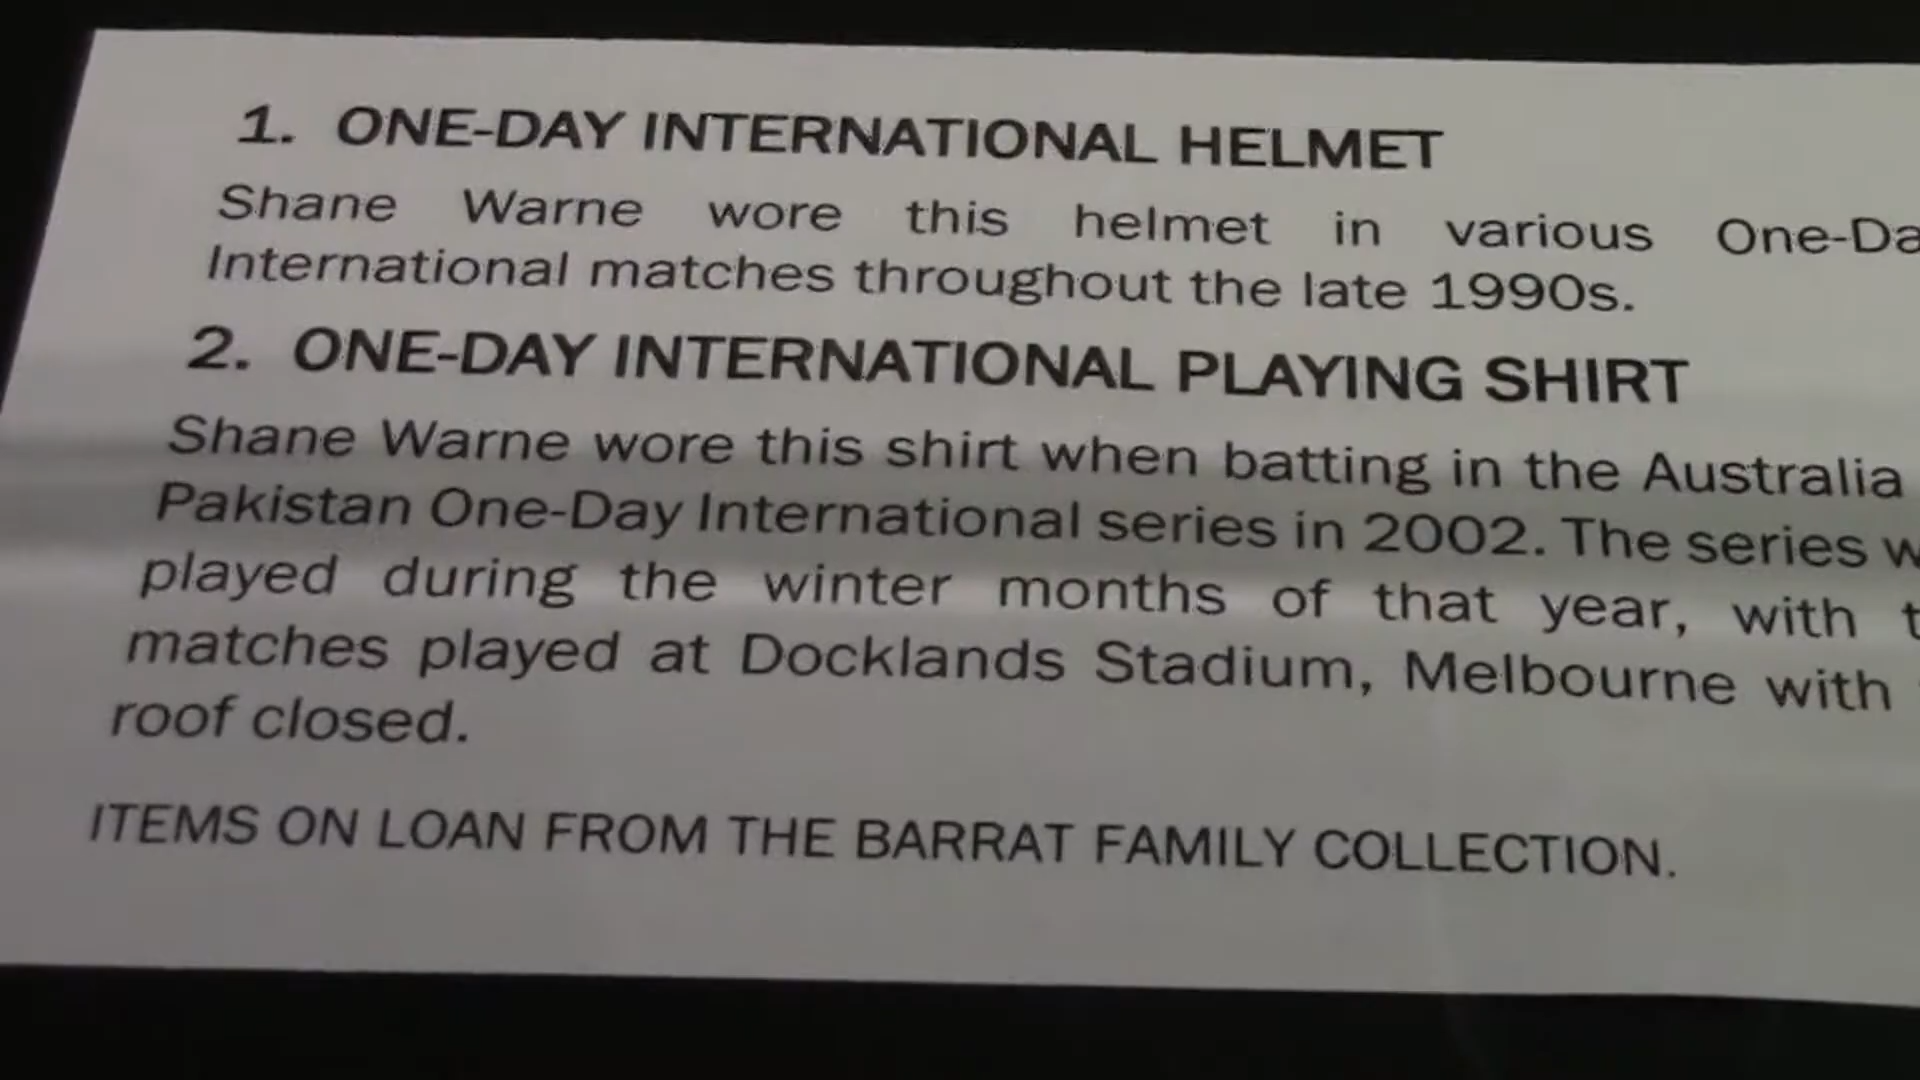 1. ONE-DAY INTERNATIONAL HELMET
Shane Warne wore this helmet in various One-Da
International matches throughout the late 1990s.
2. ONE-DAY INTERNATIONAL PLAYING SHIRT
Shane Warne wore this shirt when batting in the Australia
Pakistan One-Day International series in 2002. The series w
played during the winter months of that year, with t
matches played at Docklands Stadium, Melbourne with
roof closed.
ITEMS ON LOAN FROM THE BARRAT FAMILY COLLECTION.